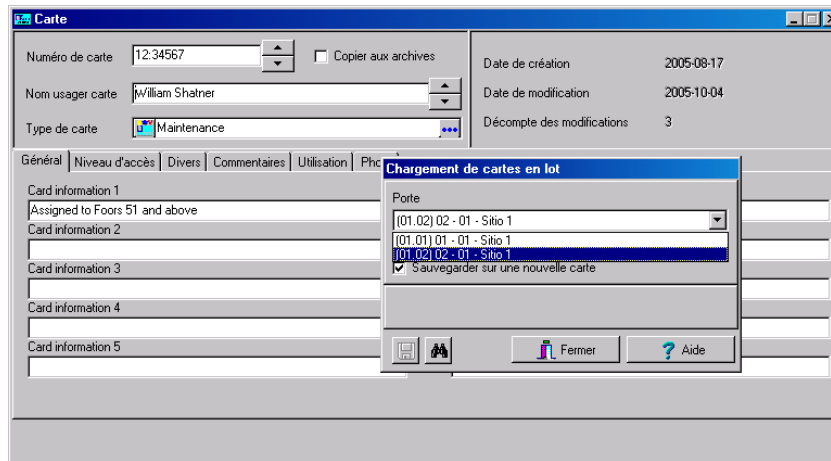 Carte
Numéro de carte 12:34567 Copier aux archives
Nom usager carte William Shatner
Type de carte Maintenance
Date de création 2005-08-17
Date de modification 2005-10-04
Décompte des modifications 3
Général Niveau d'accès Divers Commentaires Utilisation
Card information 1
Assigned to Foors 51 and above
Card information 2
Card information 3
Card information 4
Card information 5
Chargement de cartes en lot
Porte
(01.02) 02 - 01 - Sitio 1
(01.01) 01 - 01 - Sitio 1
(01.02) 02 - 01 - Sitio 1
Sauvegarder sur une nouvelle carte
Fermer Aide